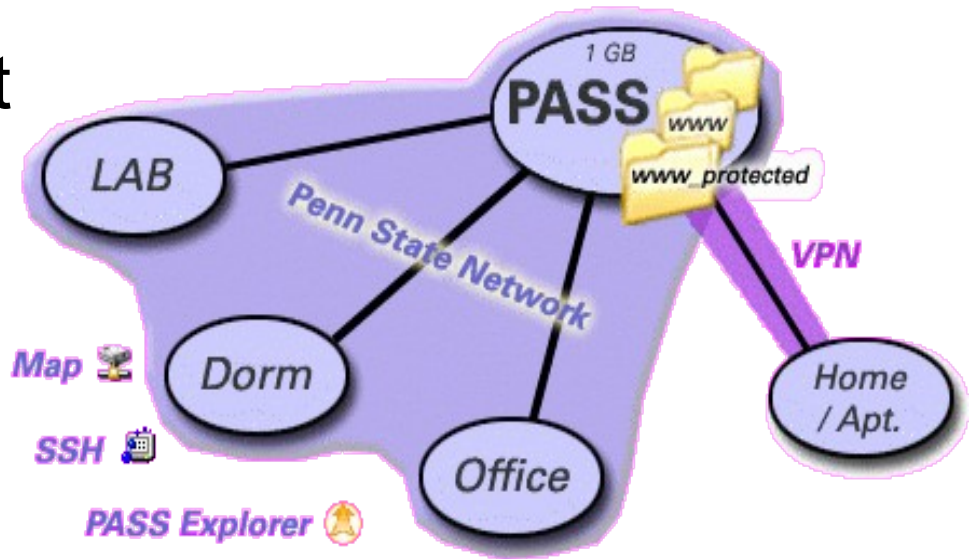 t
1 GB
PASS
www
www_protected
LAB
Penn State Network
VPN
Map
Dorm
Home
/ Apt.
SSH
Office
PASS Explorer